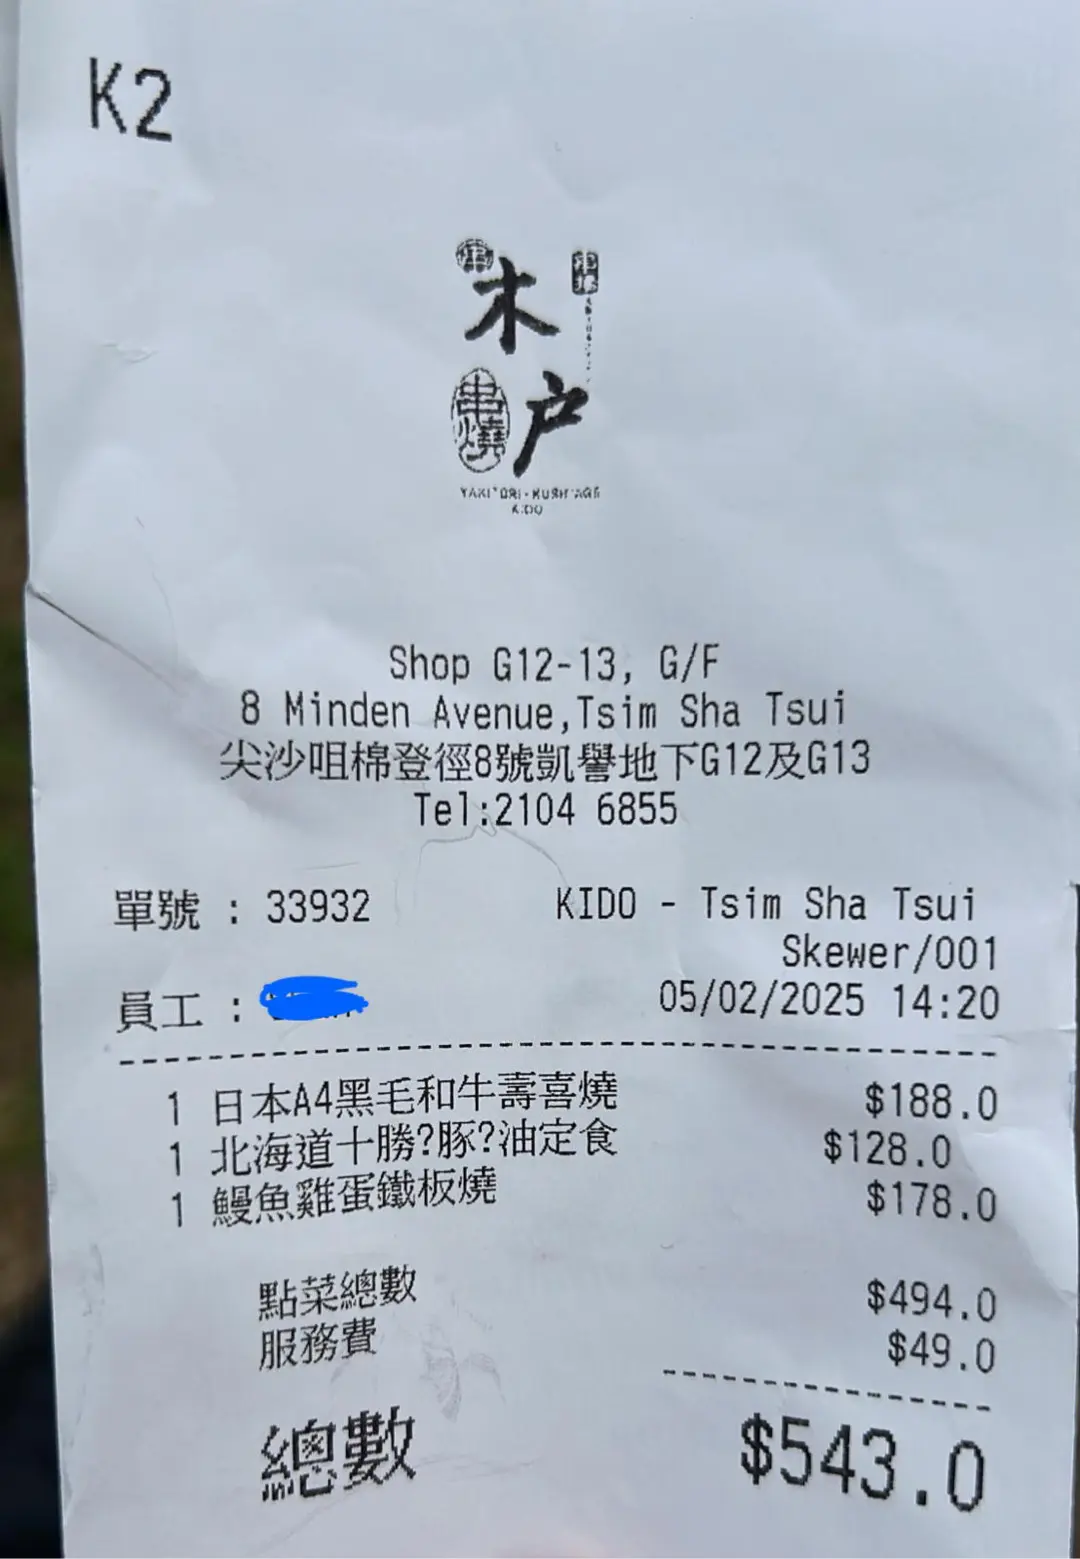 K2
木
户
串燒
YAKITORI - KUSHIAGE
KIDO
Shop G12-13, G/F
8 Minden Avenue,Tsim Sha Tsui
尖沙咀棉登徑8號凱譽地下G12及G13
Tel:2104 6855
單號 : 33932 KIDO - Tsim Sha Tsui
Skewer/001
員工 : 05/02/2025 14:20
1 日本A4黑毛和牛壽喜燒 $188.0
1 北海道十勝?豚?油定食 $128.0
1 鰻魚雞蛋鐵板燒 $178.0
點菜總數 $494.0
服務費 $49.0
總數 $543.0